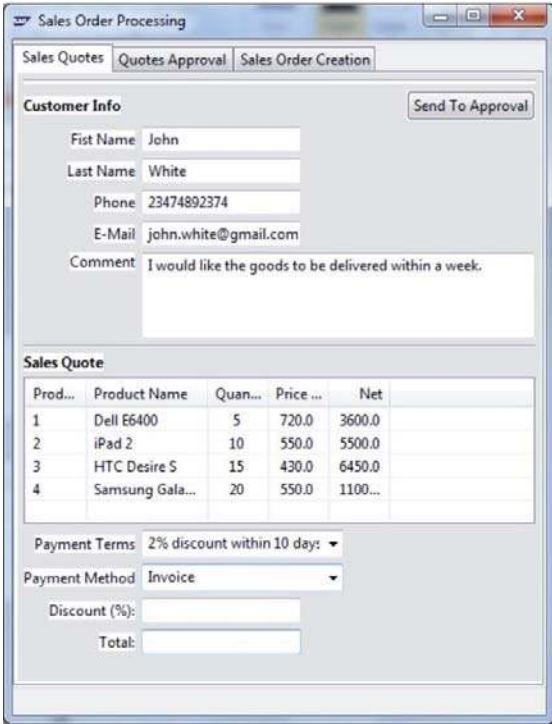 Sales Order Processing
Sales Quotes Quotes Approval Sales Order Creation
Customer Info Send To Approval
Fist Name John
Last Name White
Phone 23474892374
E-Mail john.white@gmail.com
Comment I would like the goods to be delivered within a week.
Sales Quote
Prod... Product Name Quan... Price ... Net
1 Dell E6400 5 720.0 3600.0
2 iPad 2 10 550.0 5500.0
3 HTC Desire S 15 430.0 6450.0
4 Samsung Gala... 20 550.0 1100...
Payment Terms 2% discount within 10 days
Payment Method Invoice
Discount (%):
Total: